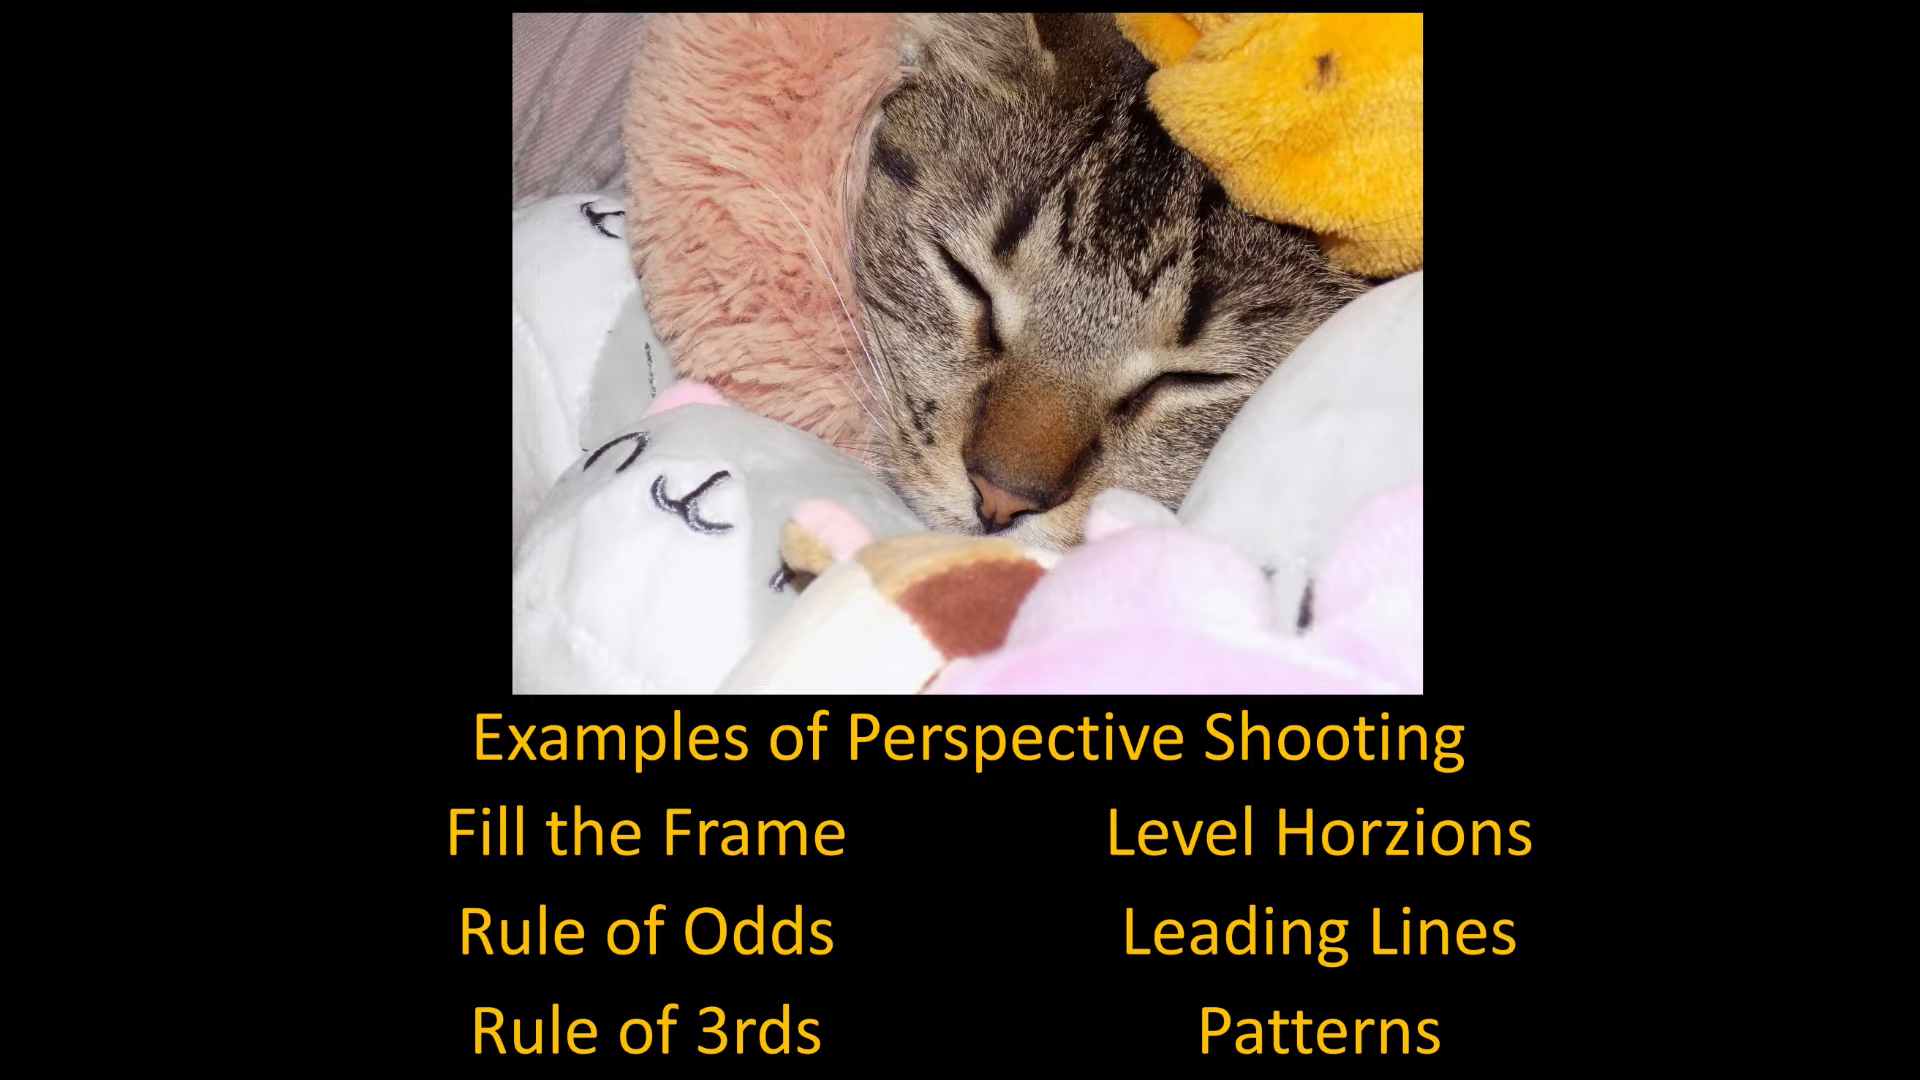 Examples of Perspective Shooting
Fill the Frame
Level Horzions
Rule of Odds
Leading Lines
Rule of 3rds
Patterns